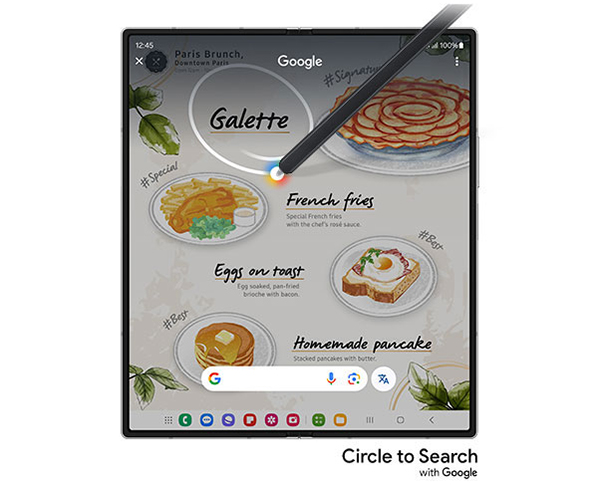 12:45
100%
Paris Brunch,
Downtown Paris
Google
#Signature
Galette
#Special
French fries
Special French fries
with the chef's rosé sauce.
#Best
Eggs on toast
Egg soaked, pan-fried
brioche with bacon.
#Best
Homemade pancake
Stacked pancakes with butter.
Circle to Search
with Google